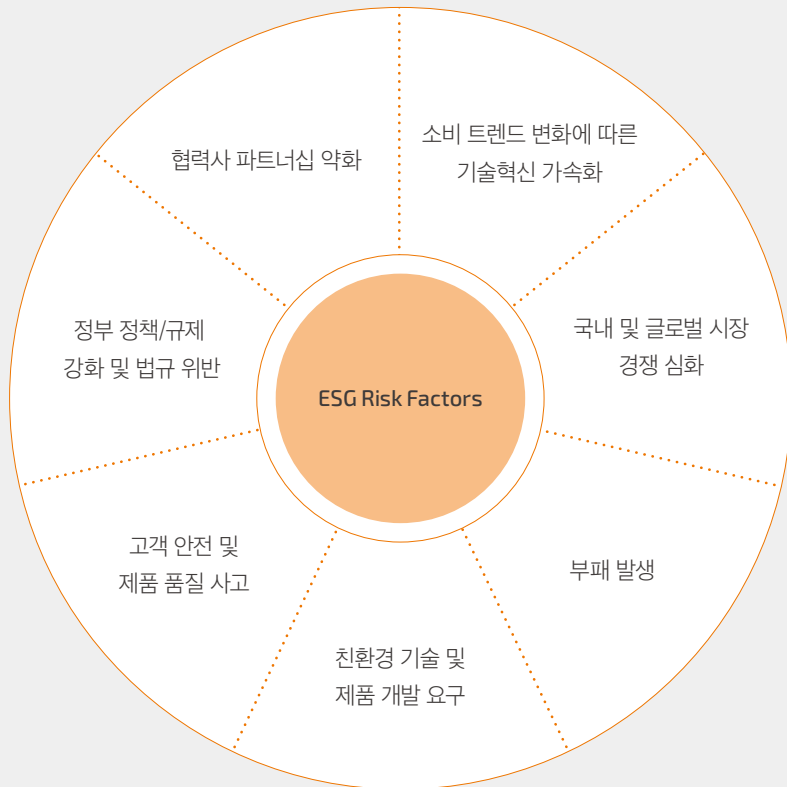 소비 트렌드 변화에 따른
기술혁신 가속화
국내 및 글로벌 시장
경쟁 심화
부패 발생
친환경 기술 및
제품 개발 요구
고객 안전 및
제품 품질 사고
정부 정책/규제
강화 및 법규 위반
협력사 파트너십 약화
ESG Risk Factors